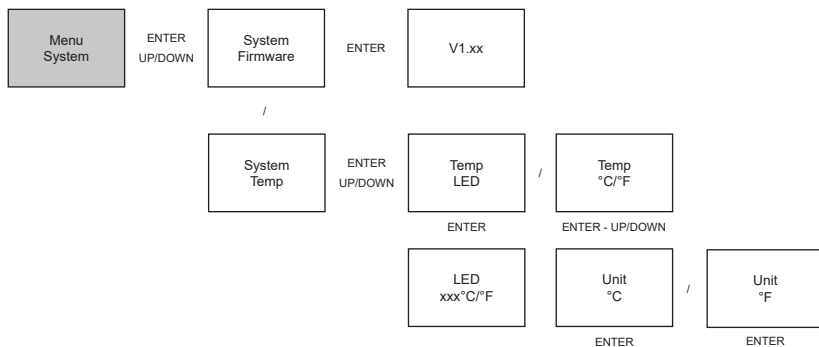 Menu
System
ENTER
UP/DOWN
System
Firmware
ENTER
V1.xx
/
System
Temp
ENTER
UP/DOWN
Temp
LED
/
Temp
°C/°F
ENTER
ENTER - UP/DOWN
LED
xxx°C/°F
Unit
°C
/
Unit
°F
ENTER
ENTER